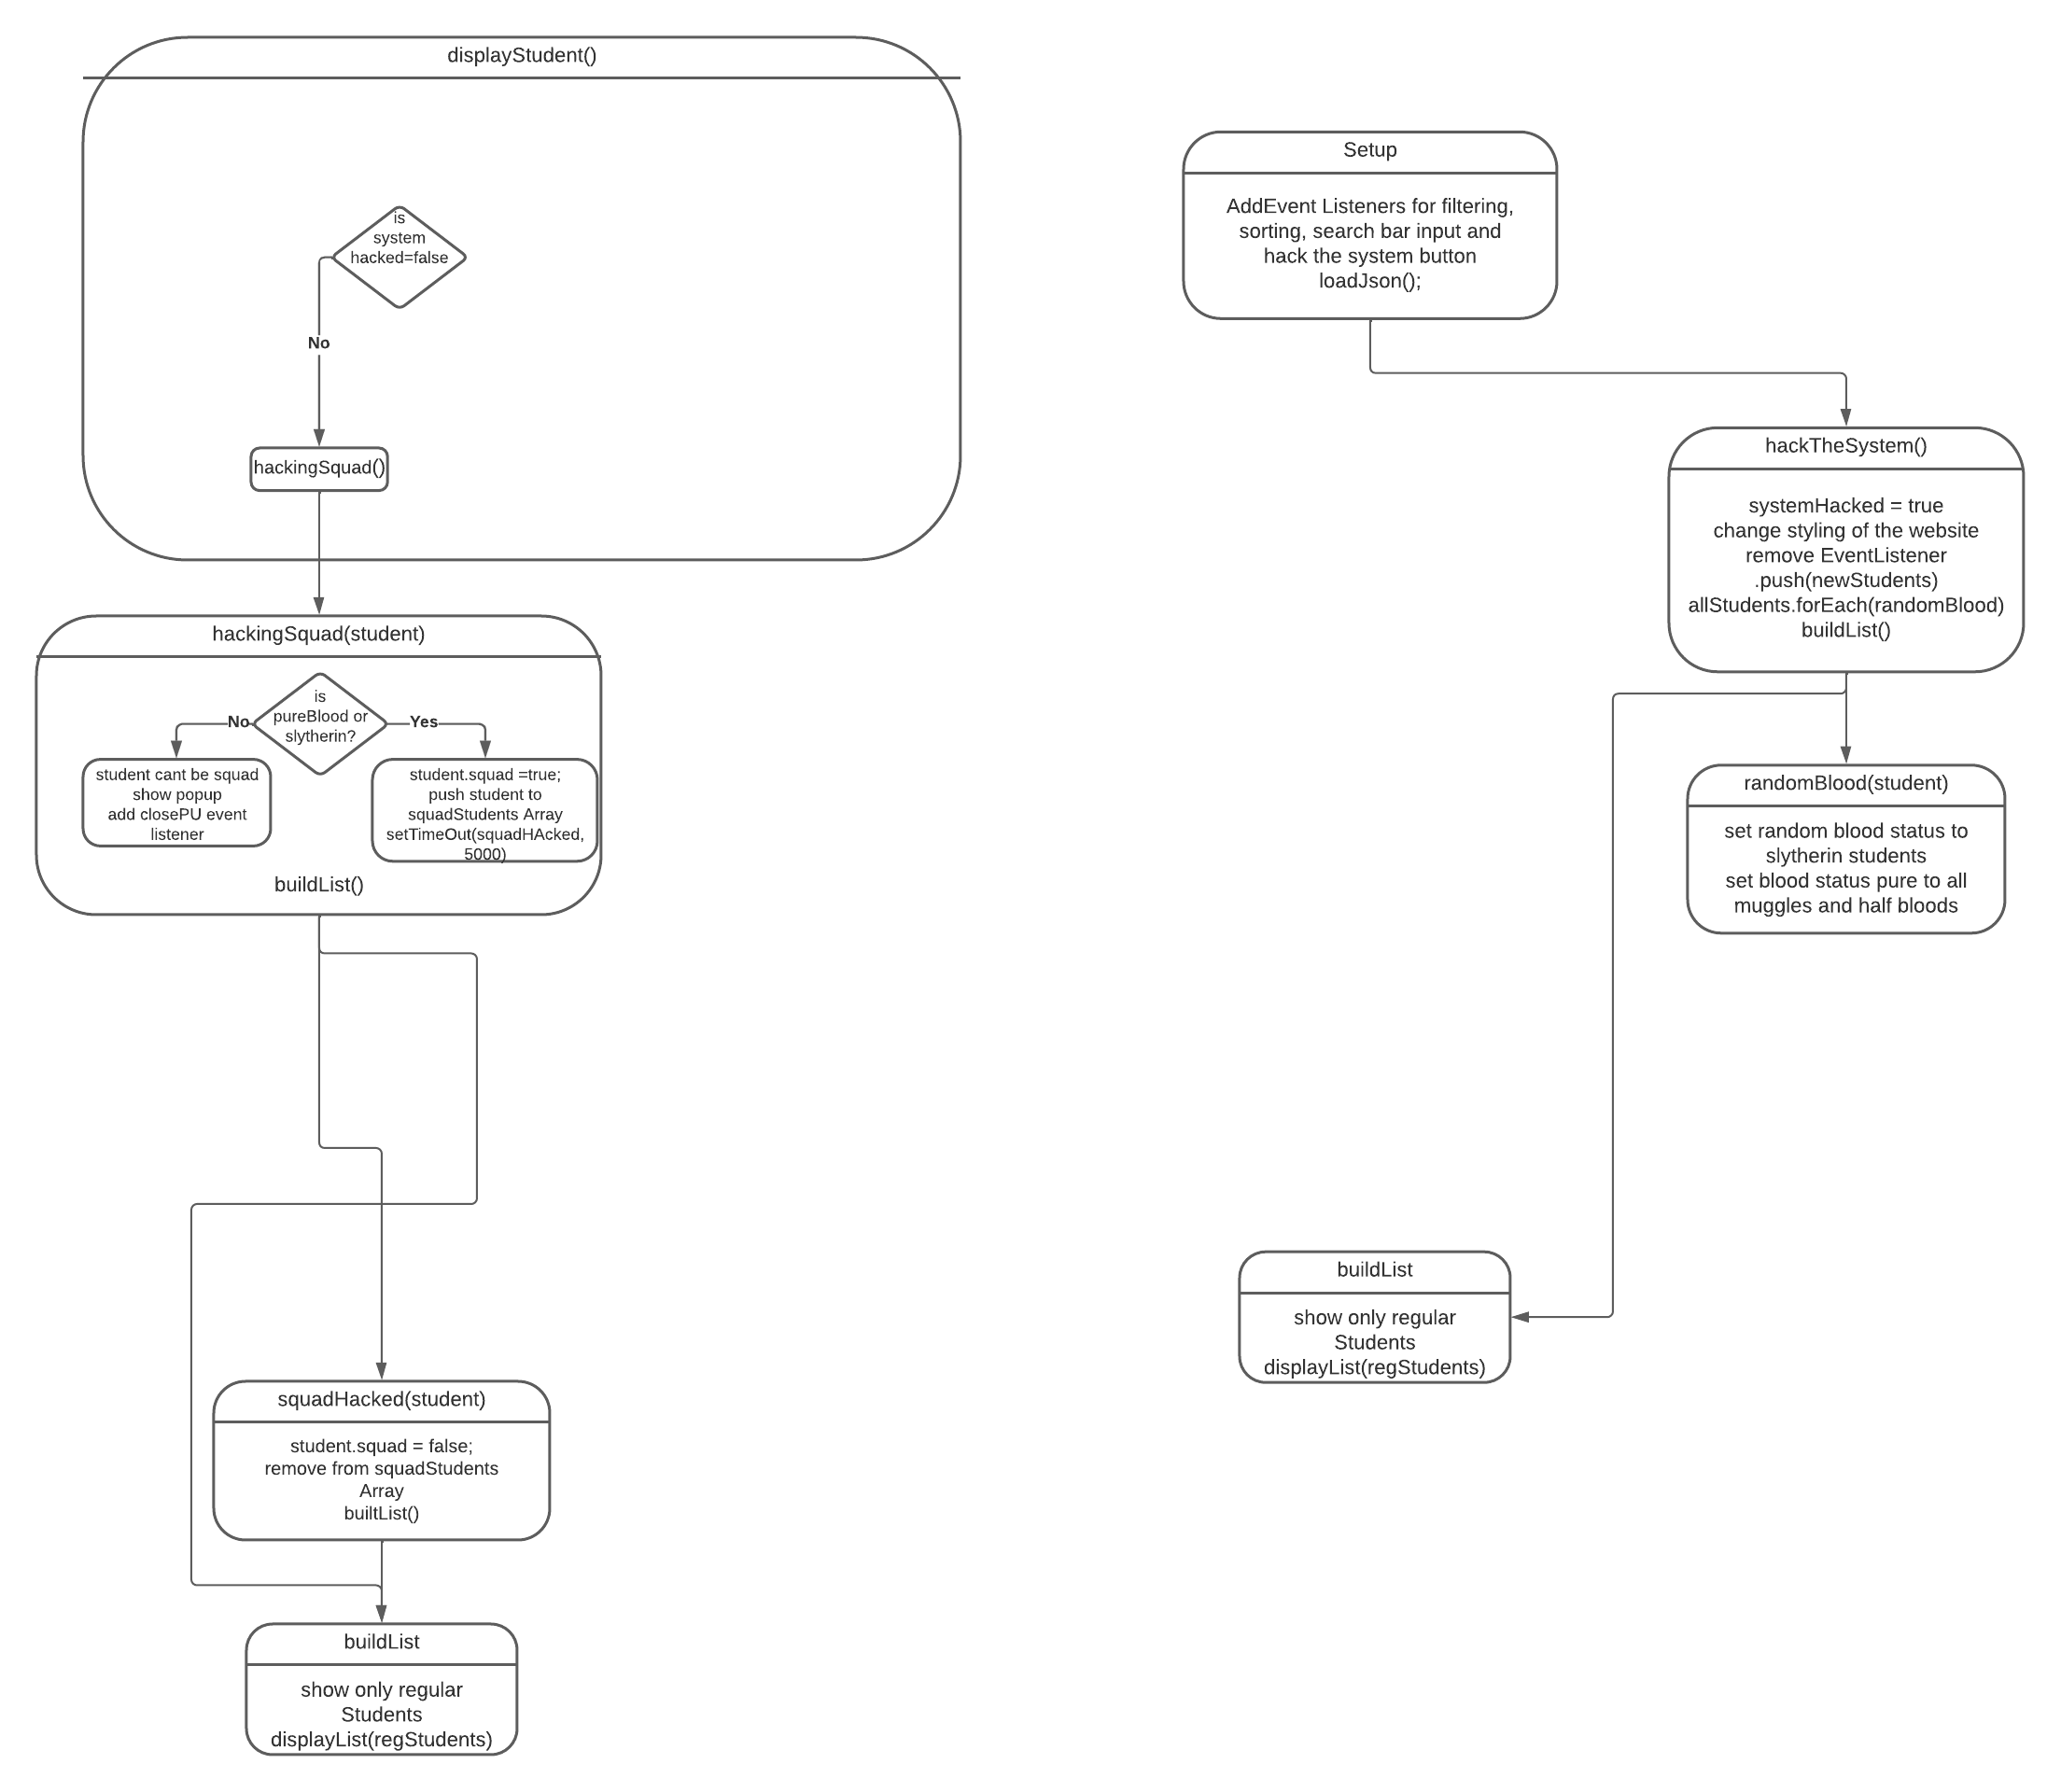 displayStudent()
is
system
hacked=false
No
hackingSquad()
hackingSquad(student)
is
pureBlood or
slytherin?
No
Yes
student cant be squad
show popup
add closePU event
listener
student.squad =true;
push student to
squadStudents Array
setTimeOut(squadHAcked,
5000)
buildList()
squadHacked(student)
student.squad = false;
remove from squadStudents
Array
builtList()
buildList
show only regular
Students
displayList(regStudents)
Setup
AddEvent Listeners for filtering,
sorting, search bar input and
hack the system button
loadJson();
hackTheSystem()
systemHacked = true
change styling of the website
remove EventListener
.push(newStudents)
allStudents.forEach(randomBlood)
buildList()
randomBlood(student)
set random blood status to
slytherin students
set blood status pure to all
muggles and half bloods
buildList
show only regular
Students
displayList(regStudents)